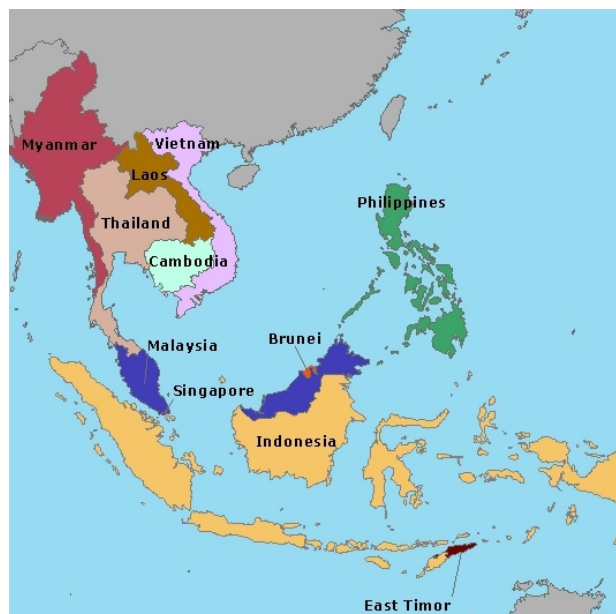 Myanmar
Vietnam
Laos
Philippines
Thailand
Cambodia
Malaysia
Brunei
Singapore
Indonesia
East Timor